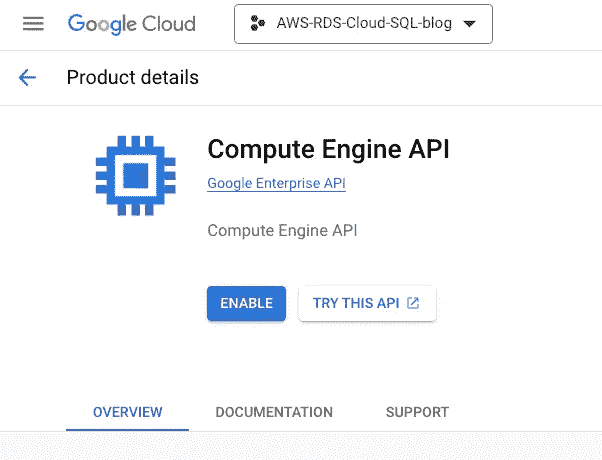 Google Cloud
AWS-RDS-Cloud-SQL-blog
Product details
Compute Engine API
Google Enterprise API
Compute Engine API
ENABLE
TRY THIS API
OVERVIEW
DOCUMENTATION
SUPPORT